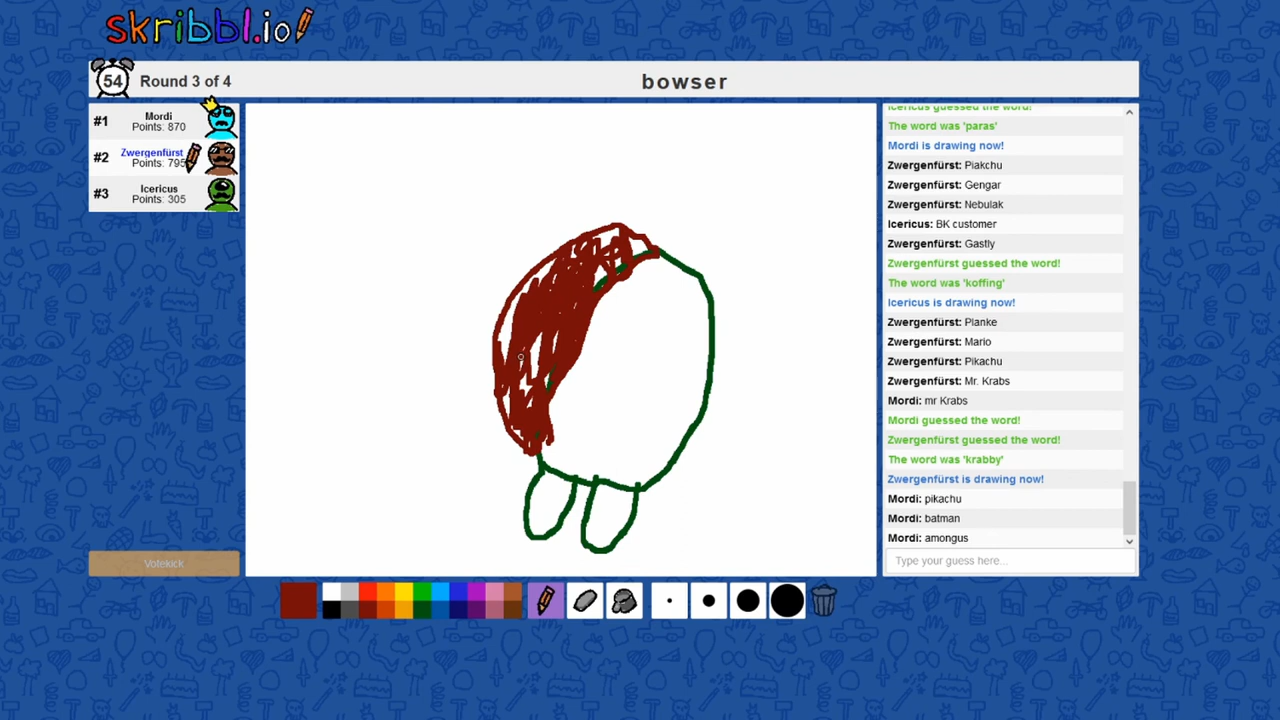 skribbl.io
54 Round 3 of 4
bowser
#1 Mordi
Points: 870
#2 Zwergenfürst
Points: 795
#3 Icericus
Points: 305
Icericus guessed the word!
The word was 'paras'
Mordi is drawing now!
Zwergenfürst: Piakchu
Zwergenfürst: Gengar
Zwergenfürst: Nebulak
Icericus: BK customer
Zwergenfürst: Gastly
Zwergenfürst guessed the word!
The word was 'koffing'
Icericus is drawing now!
Zwergenfürst: Planke
Zwergenfürst: Mario
Zwergenfürst: Pikachu
Zwergenfürst: Mr. Krabs
Mordi: mr Krabs
Mordi guessed the word!
Zwergenfürst guessed the word!
The word was 'krabby'
Zwergenfürst is drawing now!
Mordi: pikachu
Mordi: batman
Mordi: amongus
Type your guess here...
Votekick